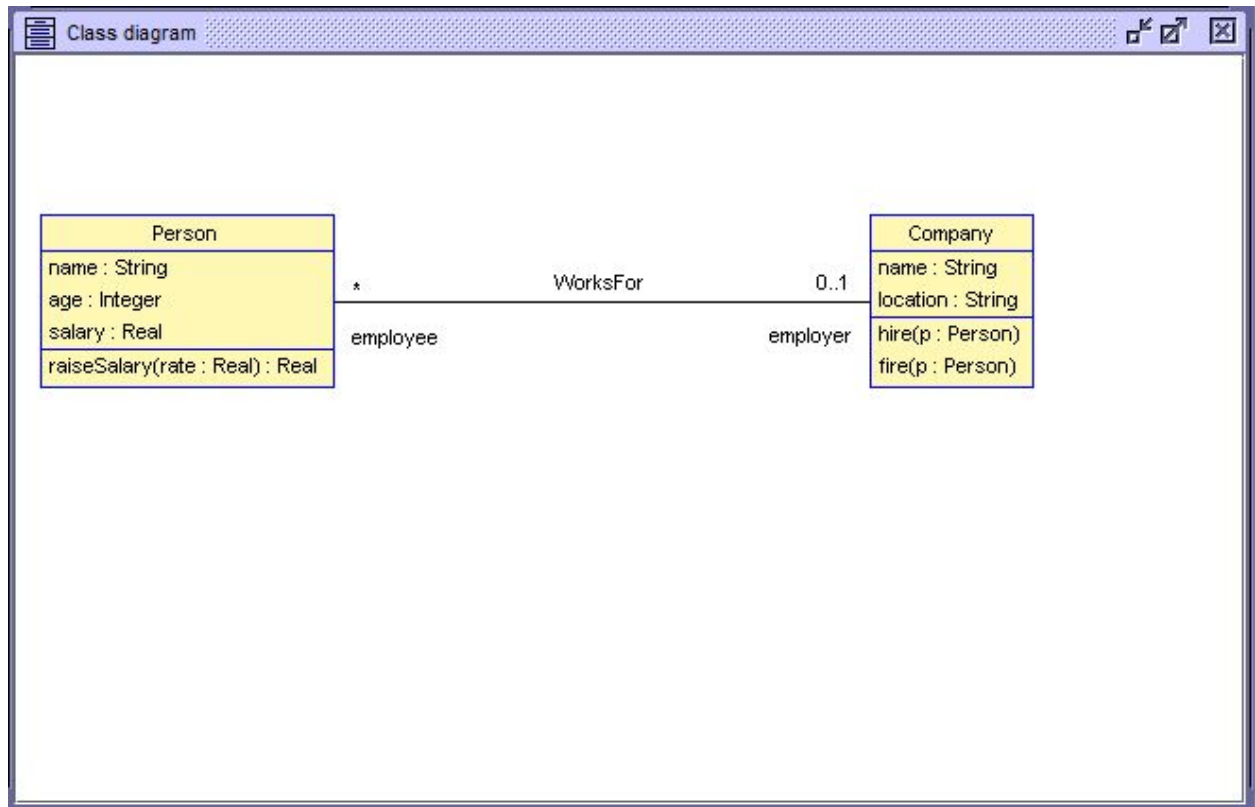 Class diagram
Person
name : String
age : Integer
salary : Real
raiseSalary(rate : Real) : Real
* WorksFor 0..1
employee employer
Company
name : String
location : String
hire(p : Person)
fire(p : Person)